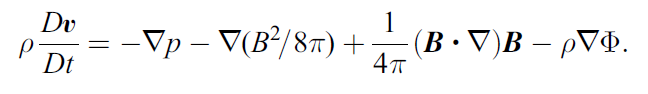 ρ Dv/Dt = −∇p − ∇(B²/8π) + 1/4π (B · ∇)B − ρ∇Φ.